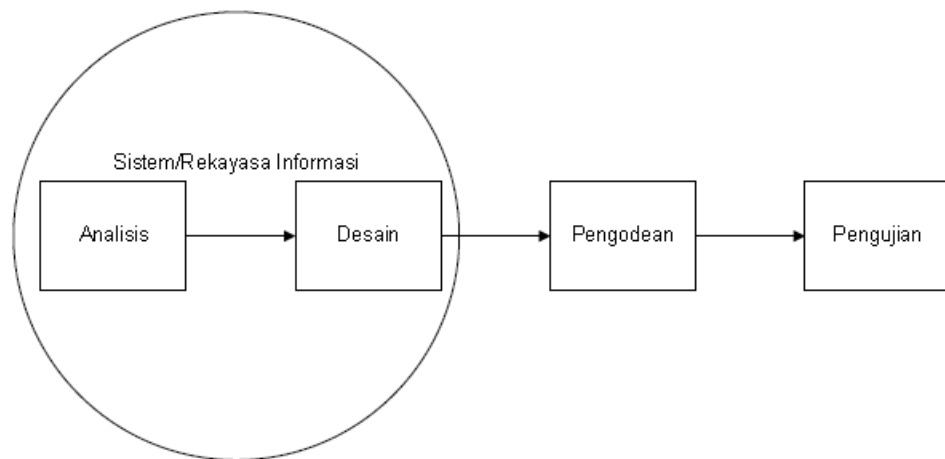 Sistem/Rekayasa Informasi
Analisis
Desain
Pengodean
Pengujian